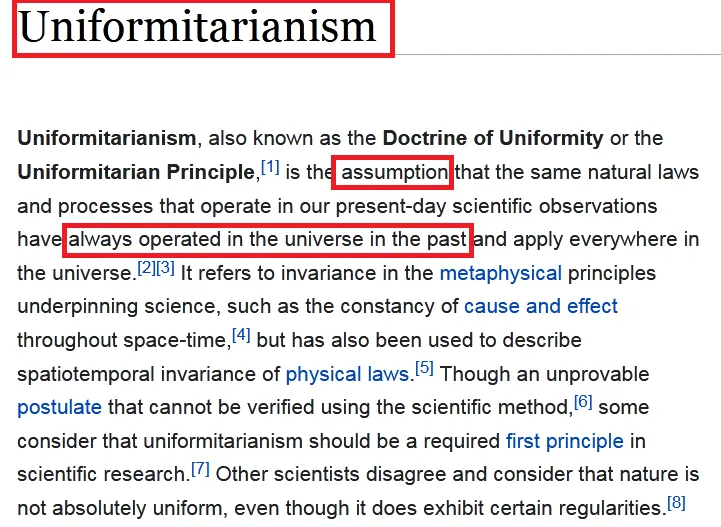 Uniformitarianism
Uniformitarianism, also known as the Doctrine of Uniformity or the
Uniformitarian Principle,[1] is the assumption that the same natural laws
and processes that operate in our present-day scientific observations
have always operated in the universe in the past and apply everywhere in
the universe.[2][3] It refers to invariance in the metaphysical principles
underpinning science, such as the constancy of cause and effect
throughout space-time,[4] but has also been used to describe
spatiotemporal invariance of physical laws.[5] Though an unprovable
postulate that cannot be verified using the scientific method,[6] some
consider that uniformitarianism should be a required first principle in
scientific research.[7] Other scientists disagree and consider that nature is
not absolutely uniform, even though it does exhibit certain regularities.[8]